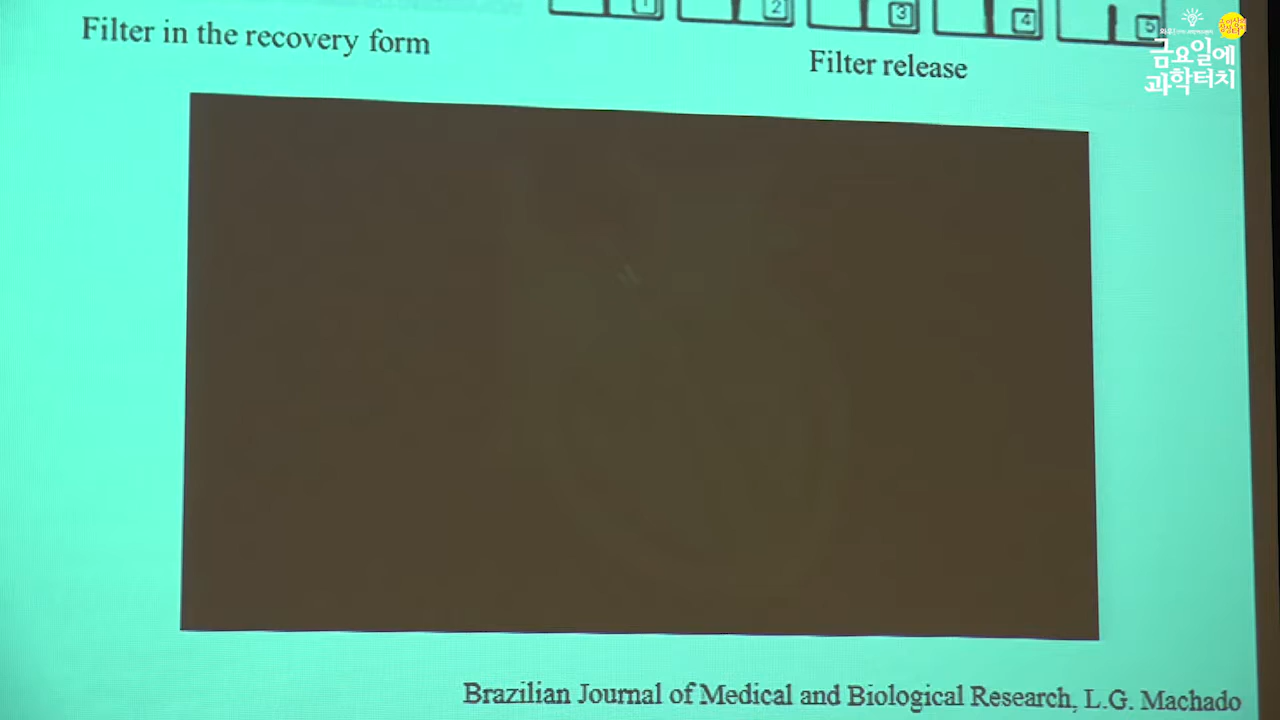 1
2
3
4
5
Filter in the recovery form
Filter release
금요일에
과학터치
Brazilian Journal of Medical and Biological Research, L.G. Machado